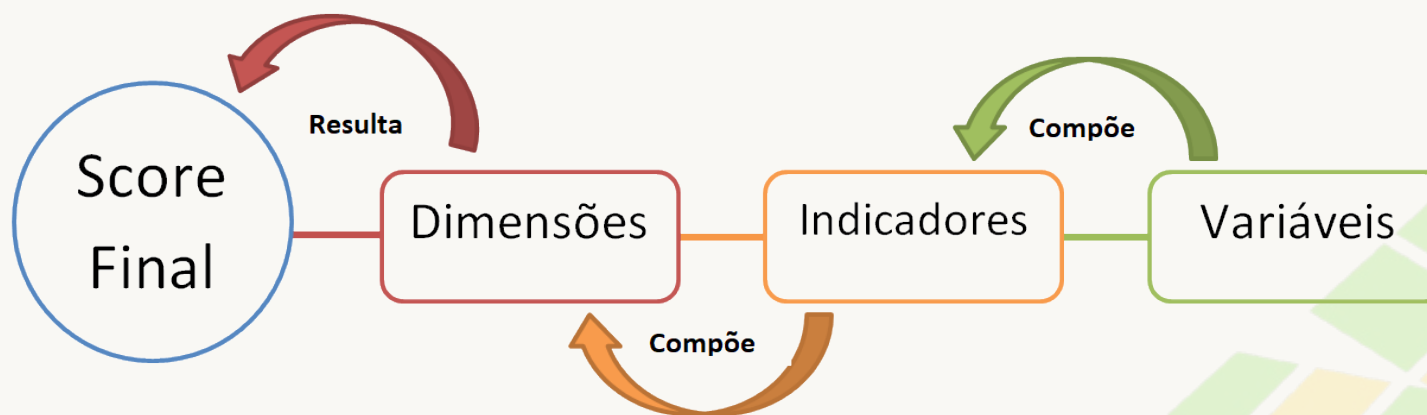 Resulta
Compõe
Score
Final
Dimensões
Indicadores
Variáveis
Compõe